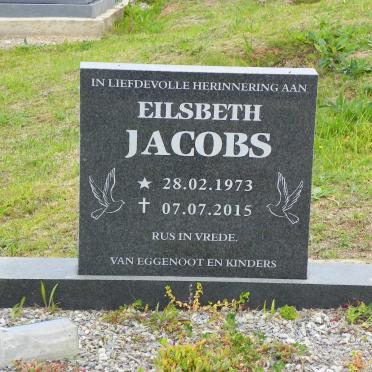 IN LIEFDEVOLLE HERINNERING AAN
EILSBETH
JACOBS
28.02.1973
07.07.2015
RUS IN VREDE.
VAN EGGENOOT EN KINDERS